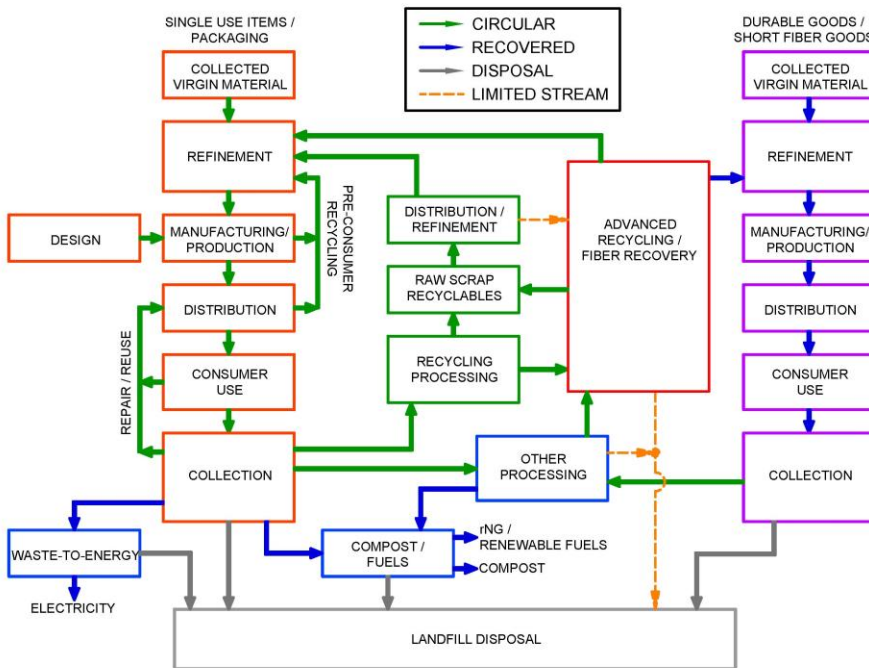 SINGLE USE ITEMS /
PACKAGING
CIRCULAR
RECOVERED
DISPOSAL
LIMITED STREAM
DURABLE GOODS /
SHORT FIBER GOODS
COLLECTED
VIRGIN MATERIAL
COLLECTED
VIRGIN MATERIAL
REFINEMENT
REFINEMENT
PRE-CONSUMER
RECYCLING
DESIGN
MANUFACTURING/
PRODUCTION
DISTRIBUTION /
REFINEMENT
ADVANCED
RECYCLING /
FIBER RECOVERY
MANUFACTURING/
PRODUCTION
DISTRIBUTION
RAW SCRAP
RECYCLABLES
DISTRIBUTION
REPAIR / REUSE
CONSUMER
USE
RECYCLING
PROCESSING
CONSUMER
USE
COLLECTION
OTHER
PROCESSING
COLLECTION
WASTE-TO-ENERGY
COMPOST /
FUELS
rNG /
RENEWABLE FUELS
COMPOST
ELECTRICITY
LANDFILL DISPOSAL